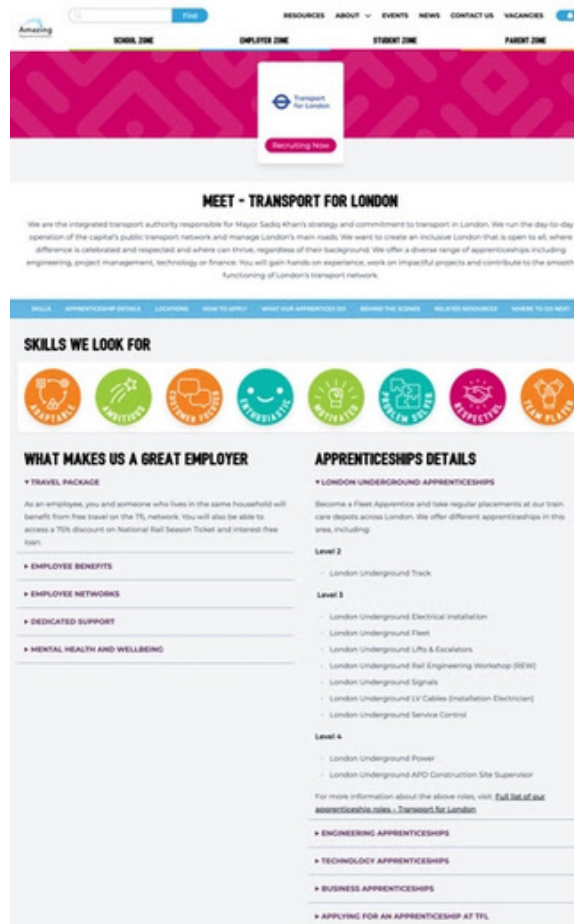 Amazing
Find
RESOURCES ABOUT EVENTS NEWS CONTACT US VACANCIES
SCHOOL ZONE EMPLOYER ZONE STUDENT ZONE PARENT ZONE
Transport
for London
Recruiting Now
MEET - TRANSPORT FOR LONDON
We are the integrated transport authority responsible for Mayor Sadiq Khan's strategy and commitment to transport in London. We run the day-to-day
operation of the capital's public transport network and manage London's main roads. We want to create an inclusive London that is open to all, where
difference is celebrated and respected and where can thrive, regardless of their background. We offer a diverse range of apprenticeships including
engineering, project management, technology or finance. You will gain hands on experience, work on impactful projects and contribute to the smooth
functioning of London's transport network.
SKILLS APPRENTICESHIP DETAILS LOCATIONS HOW TO APPLY WHAT OUR APPRENTICES DO BEHIND THE SCENES RELATED RESOURCES WHERE TO GO NEXT
SKILLS WE LOOK FOR
ADAPTABLE AMBITIOUS CUSTOMER FOCUSED ENTHUSIASTIC MOTIVATED PROBLEM SOLVER RESPECTFUL TEAM PLAYER
WHAT MAKES US A GREAT EMPLOYER
TRAVEL PACKAGE
As an employee, you and someone who lives in the same household will
benefit from free travel on the TfL network. You will also be able to
access a 75% discount on National Rail Season Ticket and interest-free
loan.
EMPLOYEE BENEFITS
EMPLOYEE NETWORKS
DEDICATED SUPPORT
MENTAL HEALTH AND WELLBEING
APPRENTICESHIPS DETAILS
LONDON UNDERGROUND APPRENTICESHIPS
Become a Fleet Apprentice and take regular placements at our train
care depots across London. We offer different apprenticeships in this
area, including:
Level 2
London Underground Track
Level 3
London Underground Electrical Installation
London Underground Fleet
London Underground Lifts & Escalators
London Underground Rail Engineering Workshop (REW)
London Underground Signals
London Underground LV Cables (Installation Electrician)
London Underground Service Control
Level 4
London Underground Power
London Underground APD Construction Site Supervisor
For more information about the above roles, visit Full list of our
apprenticeship roles - Transport for London
ENGINEERING APPRENTICESHIPS
TECHNOLOGY APPRENTICESHIPS
BUSINESS APPRENTICESHIPS
APPLYING FOR AN APPRENTICESHIP AT TFL